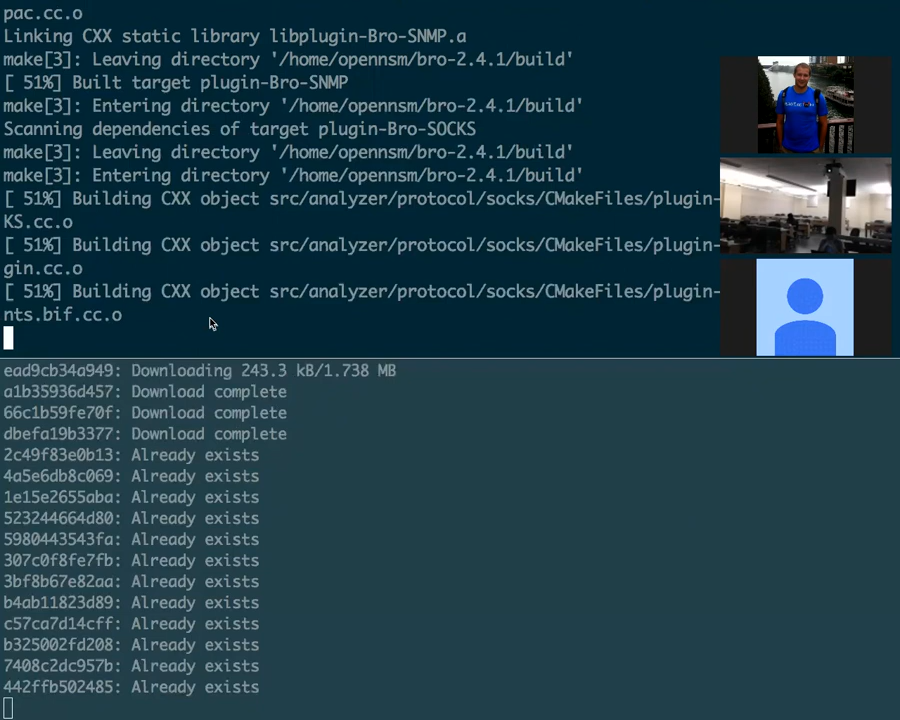 pac.cc.o
Linking CXX static library libplugin-Bro-SNMP.a
make[3]: Leaving directory '/home/opennsm/bro-2.4.1/build'
[ 51%] Built target plugin-Bro-SNMP
make[3]: Entering directory '/home/opennsm/bro-2.4.1/build'
Scanning dependencies of target plugin-Bro-SOCKS
make[3]: Leaving directory '/home/opennsm/bro-2.4.1/build'
make[3]: Entering directory '/home/opennsm/bro-2.4.1/build'
[ 51%] Building CXX object src/analyzer/protocol/socks/CMakeFiles/plugin-
KS.cc.o
[ 51%] Building CXX object src/analyzer/protocol/socks/CMakeFiles/plugin-
gin.cc.o
[ 51%] Building CXX object src/analyzer/protocol/socks/CMakeFiles/plugin-
nts.bif.cc.o
ead9cb34a949: Downloading 243.3 kB/1.738 MB
a1b35936d457: Download complete
66c1b59fe70f: Download complete
dbefa19b3377: Download complete
2c49f83e0b13: Already exists
4a5e6db8c069: Already exists
1e15e2655aba: Already exists
523244664d80: Already exists
5980443543fa: Already exists
307c0f8fe7fb: Already exists
3bf8b67e82aa: Already exists
b4ab11823d89: Already exists
c57ca7d14cff: Already exists
b325002fd208: Already exists
7408c2dc957b: Already exists
442ffb502485: Already exists